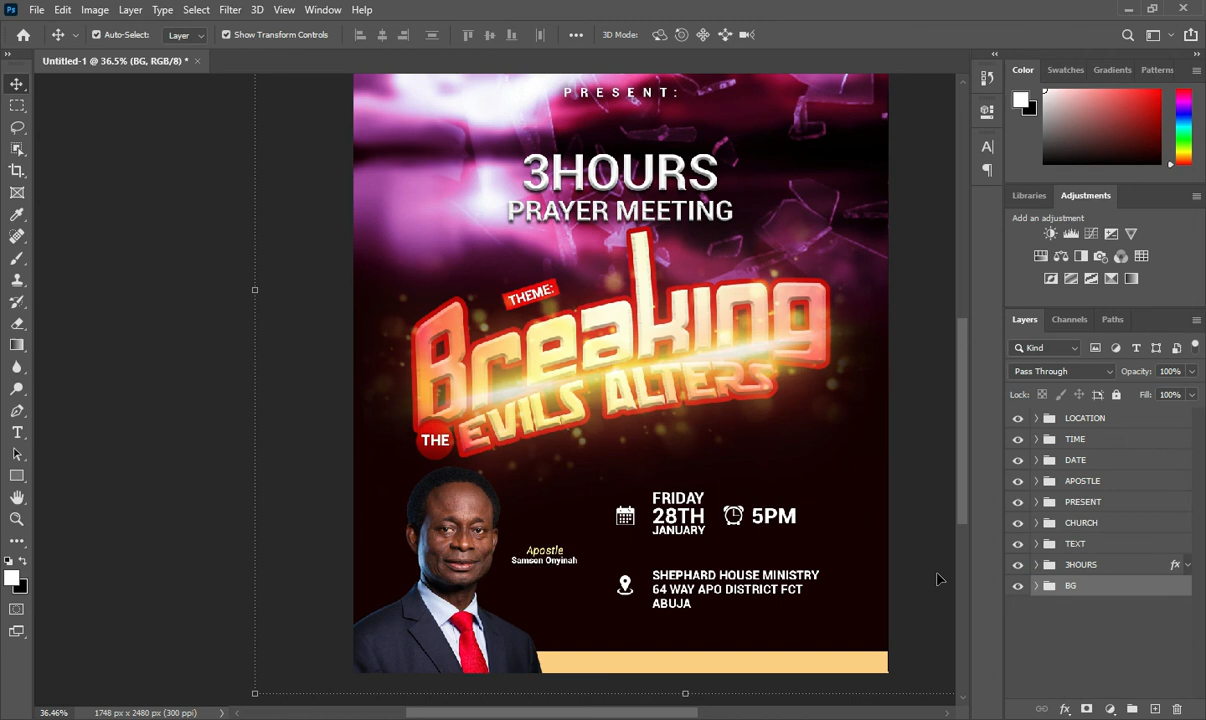 Ps File Edit Image Layer Type Select Filter 3D View Window Help
Auto-Select: Layer Show Transform Controls 3D Mode:
Untitled-1 @ 36.5% (BG, RGB/8) *
PRESENT:
3HOURS
PRAYER MEETING
THEME:
Breaking
THE EVILS ALTERS
Apostle
Samson Onyinah
FRIDAY
28TH
JANUARY
5PM
SHEPHARD HOUSE MINISTRY
64 WAY APO DISTRICT FCT
ABUJA
Color Swatches Gradients Patterns
Libraries Adjustments
Add an adjustment
Layers Channels Paths
Kind
Pass Through Opacity: 100%
Lock: Fill: 100%
LOCATION
TIME
DATE
APOSTLE
PRESENT
CHURCH
TEXT
3HOURS fx
BG
fx
36.46% 1748 px x 2480 px (300 ppi)